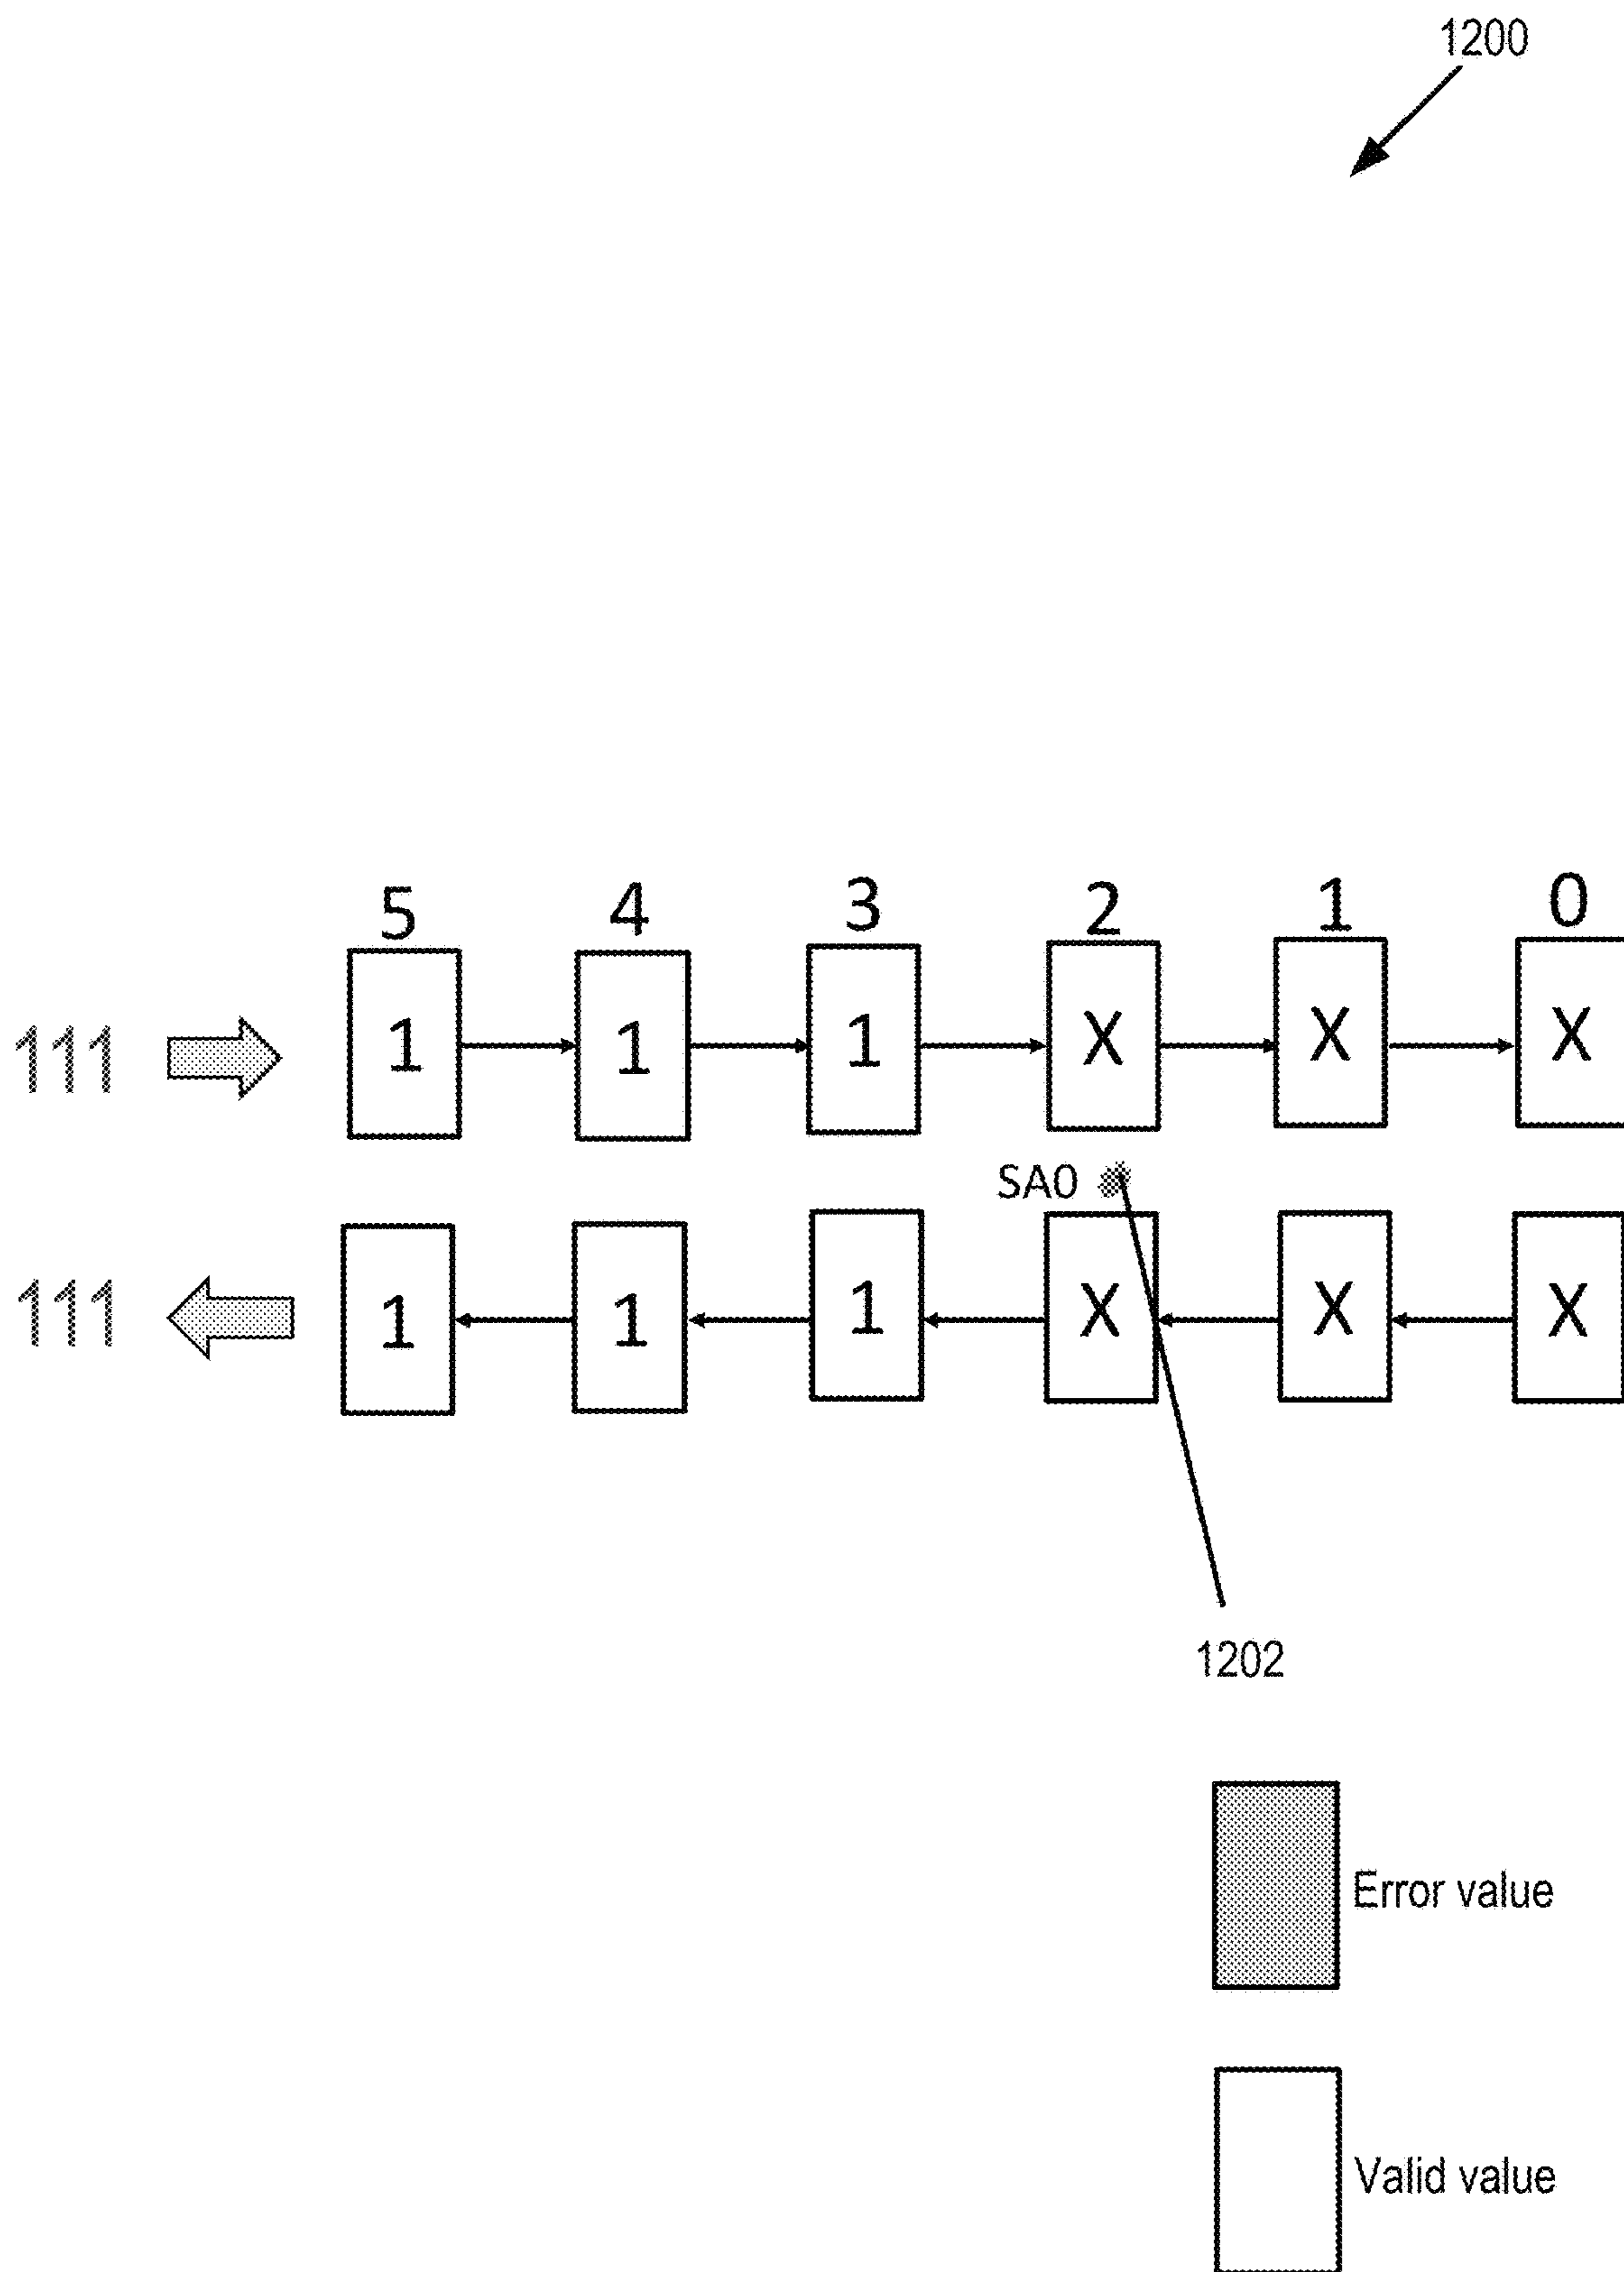 1200
5 4 3 2 1 0
111 1 1 1 X X X
SA0
111 1 1 1 X X X
1202
Error value
Valid value